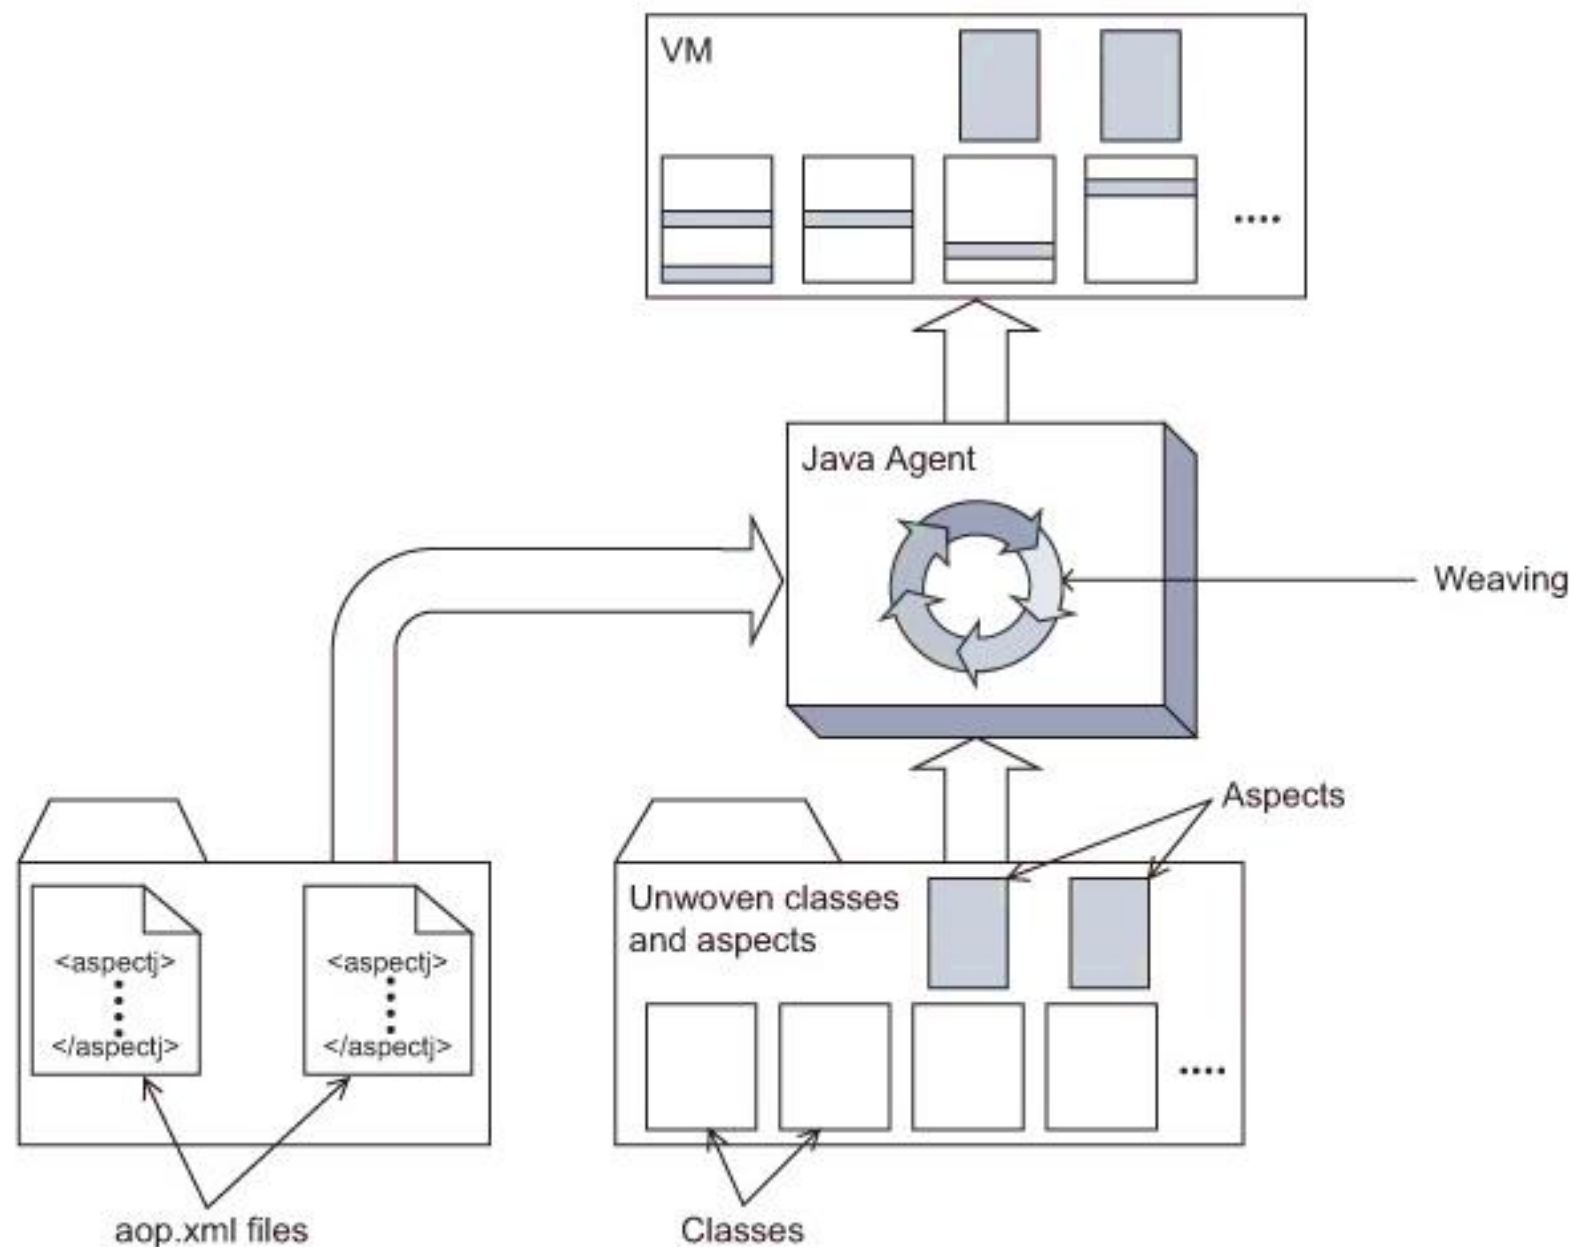 VM
....
Java Agent
Weaving
Aspects
Unwoven classes
and aspects
<aspectj>
</aspectj>
<aspectj>
</aspectj>
....
aop.xml files
Classes